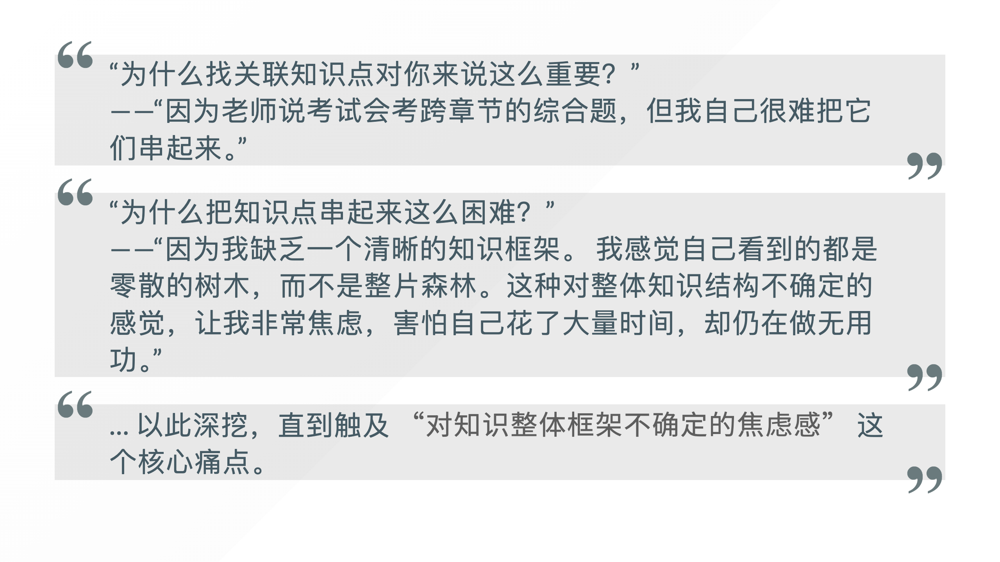 “为什么找关联知识点对你来说这么重要？”
——“因为老师说考试会考跨章节的综合题，但我自己很难把它
们串起来。”
“为什么把知识点串起来这么困难？”
——“因为我缺乏一个清晰的知识框架。 我感觉自己看到的都是
零散的树木，而不是整片森林。这种对整体知识结构不确定的
感觉，让我非常焦虑，害怕自己花了大量时间，却仍在做无用
功。”
... 以此深挖，直到触及 “对知识整体框架不确定的焦虑感” 这
个核心痛点。